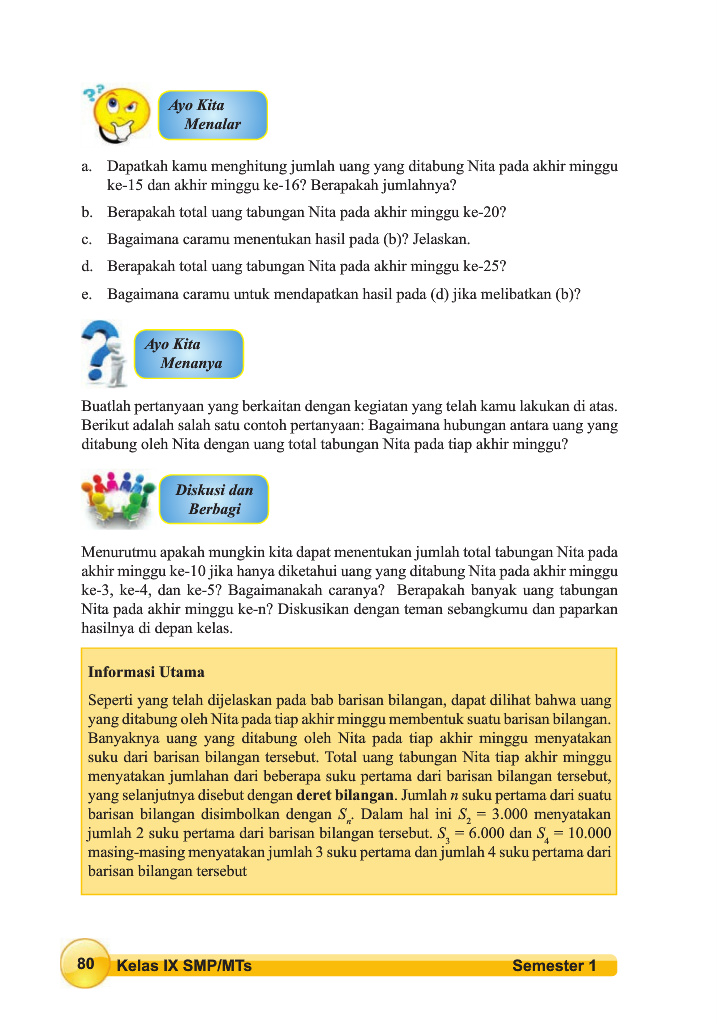 Ayo Kita
Menalar
a. Dapatkah kamu menghitung jumlah uang yang ditabung Nita pada akhir minggu
ke-15 dan akhir minggu ke-16? Berapakah jumlahnya?
b. Berapakah total uang tabungan Nita pada akhir minggu ke-20?
c. Bagaimana caramu menentukan hasil pada (b)? Jelaskan.
d. Berapakah total uang tabungan Nita pada akhir minggu ke-25?
e. Bagaimana caramu untuk mendapatkan hasil pada (d) jika melibatkan (b)?
Ayo Kita
Menanya
Buatlah pertanyaan yang berkaitan dengan kegiatan yang telah kamu lakukan di atas.
Berikut adalah salah satu contoh pertanyaan: Bagaimana hubungan antara uang yang
ditabung oleh Nita dengan uang total tabungan Nita pada tiap akhir minggu?
Diskusi dan
Berbagi
Menurutmu apakah mungkin kita dapat menentukan jumlah total tabungan Nita pada
akhir minggu ke-10 jika hanya diketahui uang yang ditabung Nita pada akhir minggu
ke-3, ke-4, dan ke-5? Bagaimanakah caranya? Berapakah banyak uang tabungan
Nita pada akhir minggu ke-n? Diskusikan dengan teman sebangkumu dan paparkan
hasilnya di depan kelas.
Informasi Utama
Seperti yang telah dijelaskan pada bab barisan bilangan, dapat dilihat bahwa uang
yang ditabung oleh Nita pada tiap akhir minggu membentuk suatu barisan bilangan.
Banyaknya uang yang ditabung oleh Nita pada tiap akhir minggu menyatakan
suku dari barisan bilangan tersebut. Total uang tabungan Nita tiap akhir minggu
menyatakan jumlahan dari beberapa suku pertama dari barisan bilangan tersebut,
yang selanjutnya disebut dengan deret bilangan. Jumlah n suku pertama dari suatu
barisan bilangan disimbolkan dengan Sₙ. Dalam hal ini S₂ = 3.000 menyatakan
jumlah 2 suku pertama dari barisan bilangan tersebut. S₃ = 6.000 dan S₄ = 10.000
masing-masing menyatakan jumlah 3 suku pertama dan jumlah 4 suku pertama dari
barisan bilangan tersebut
80 Kelas IX SMP/MTs Semester 1